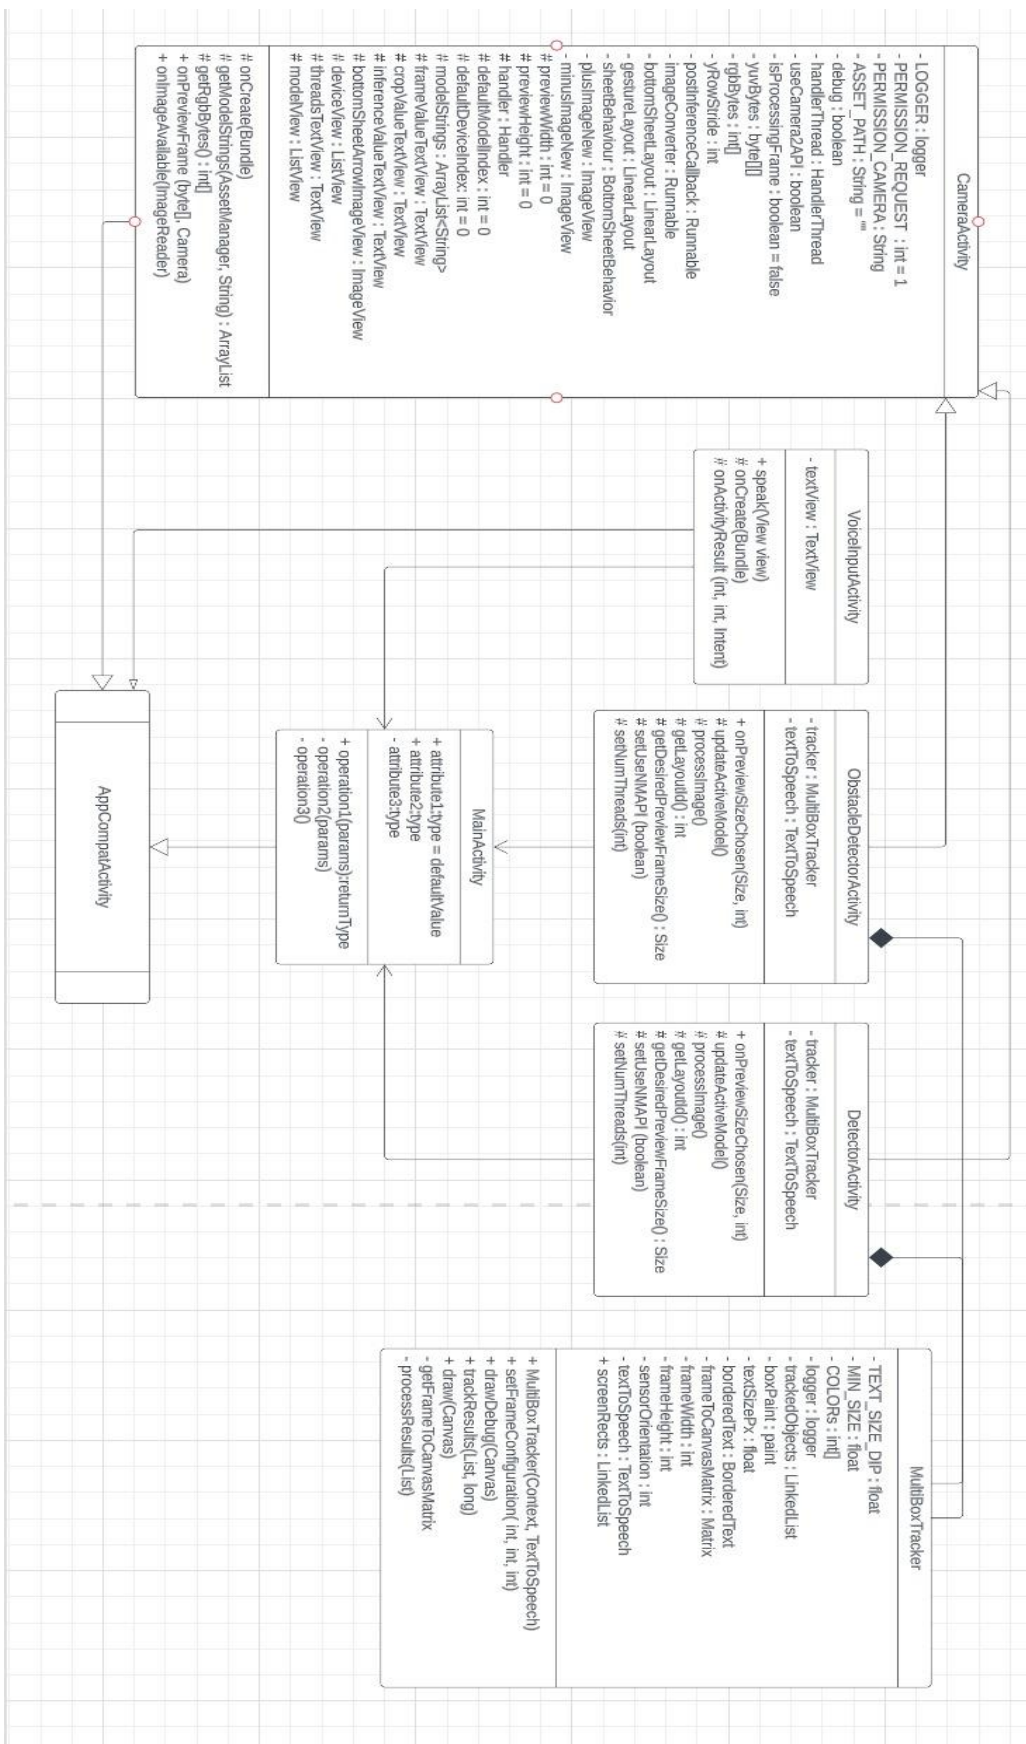 CameraActivity
- LOGGER : logger
- PERMISSION_REQUEST : int = 1
- PERMISSION_CAMERA : String
- ASSET_PATH : String = ""
- debug : boolean
- handlerThread : HandlerThread
- useCamera2API : boolean
- isProcessingFrame : boolean = false
- yuvBytes : byte[][]
- rgbBytes : int[]
- yRowStride : int
- postInferenceCallback : Runnable
- imageConverter : Runnable
- bottomSheetLayout : LinearLayout
- gestureLayout : LinearLayout
- sheetBehaviour : BottomSheetBehavior
- plusImageNew : ImageView
- minusImageNew : ImageView
# previewWidth : int = 0
# previewHeight : int = 0
# handler : Handler
# defaultModelIndex : int = 0
# defaultDeviceIndex: int = 0
# modelStrings : ArrayList<String>
# frameValueTextView : TextView
# cropValueTextView : TextView
# inferenceValueTextView : TextView
# bottomSheetArrowImageView : ImageView
# deviceView : ListView
# threadsTextView : TextView
# modelView : ListView
# onCreate(Bundle)
# getModelStrings(AssetManager, String) : ArrayList
# getRgbBytes() : int[]
+ onPreviewFrame (byte[], Camera)
+ onImageAvailable(ImageReader)
VoiceInputActivity
- textView : TextView
+ speak(View view)
# onCreate(Bundle)
# onActivityResult (int, int, Intent)
ObstacleDetectorActivity
- tracker : MultiBoxTracker
- textToSpeech : TextToSpeech
+ onPreviewSizeChosen(Size, int)
# updateActiveModel()
# processImage()
# getLayoutId() : int
# getDesiredPreviewFrameSize() : Size
# setUseNMAPI (boolean)
# setNumThreads(int)
DetectorActivity
- tracker : MultiBoxTracker
- textToSpeech : TextToSpeech
+ onPreviewSizeChosen(Size, int)
# updateActiveModel()
# processImage()
# getLayoutId() : int
# getDesiredPreviewFrameSize() : Size
# setUseNMAPI (boolean)
# setNumThreads(int)
MultiBoxTracker
- TEXT_SIZE_DIP : float
- MIN_SIZE : float
- COLORs : int[]
- logger : logger
- trackedObjects : LinkedList
- boxPaint : paint
- textSizePx : float
- borderedText : BorderedText
- frameToCanvasMatrix : Matrix
- frameWidth : int
- frameHeight : int
- sensorOrientation : int
- textToSpeech : TextToSpeech
+ screenRects : LinkedList
+ MultiBoxTracker(Context, TextToSpeech)
+ setFrameConfiguration( int, int, int)
+ drawDebug(Canvas)
+ trackResults(List, long)
+ draw(Canvas)
- getFrameToCanvasMatrix
- processResults(List)
MainActivity
+ attribute1:type = defaultValue
+ attribute2:type
- attribute3:type
+ operation1(params):returnType
- operation2(params)
- operation3()
AppCompatActivity